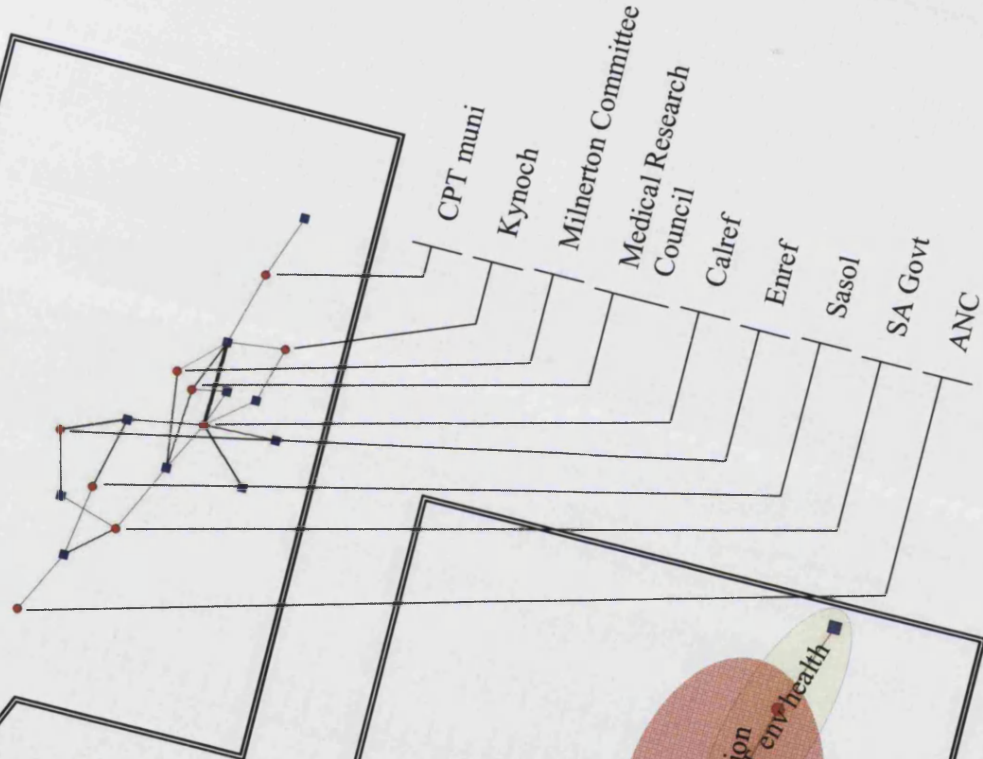 CPT muni
Kynoch
Milnerton Committee
Medical Research
Council
Calref
Enref
Sasol
SA Govt
ANC
env health